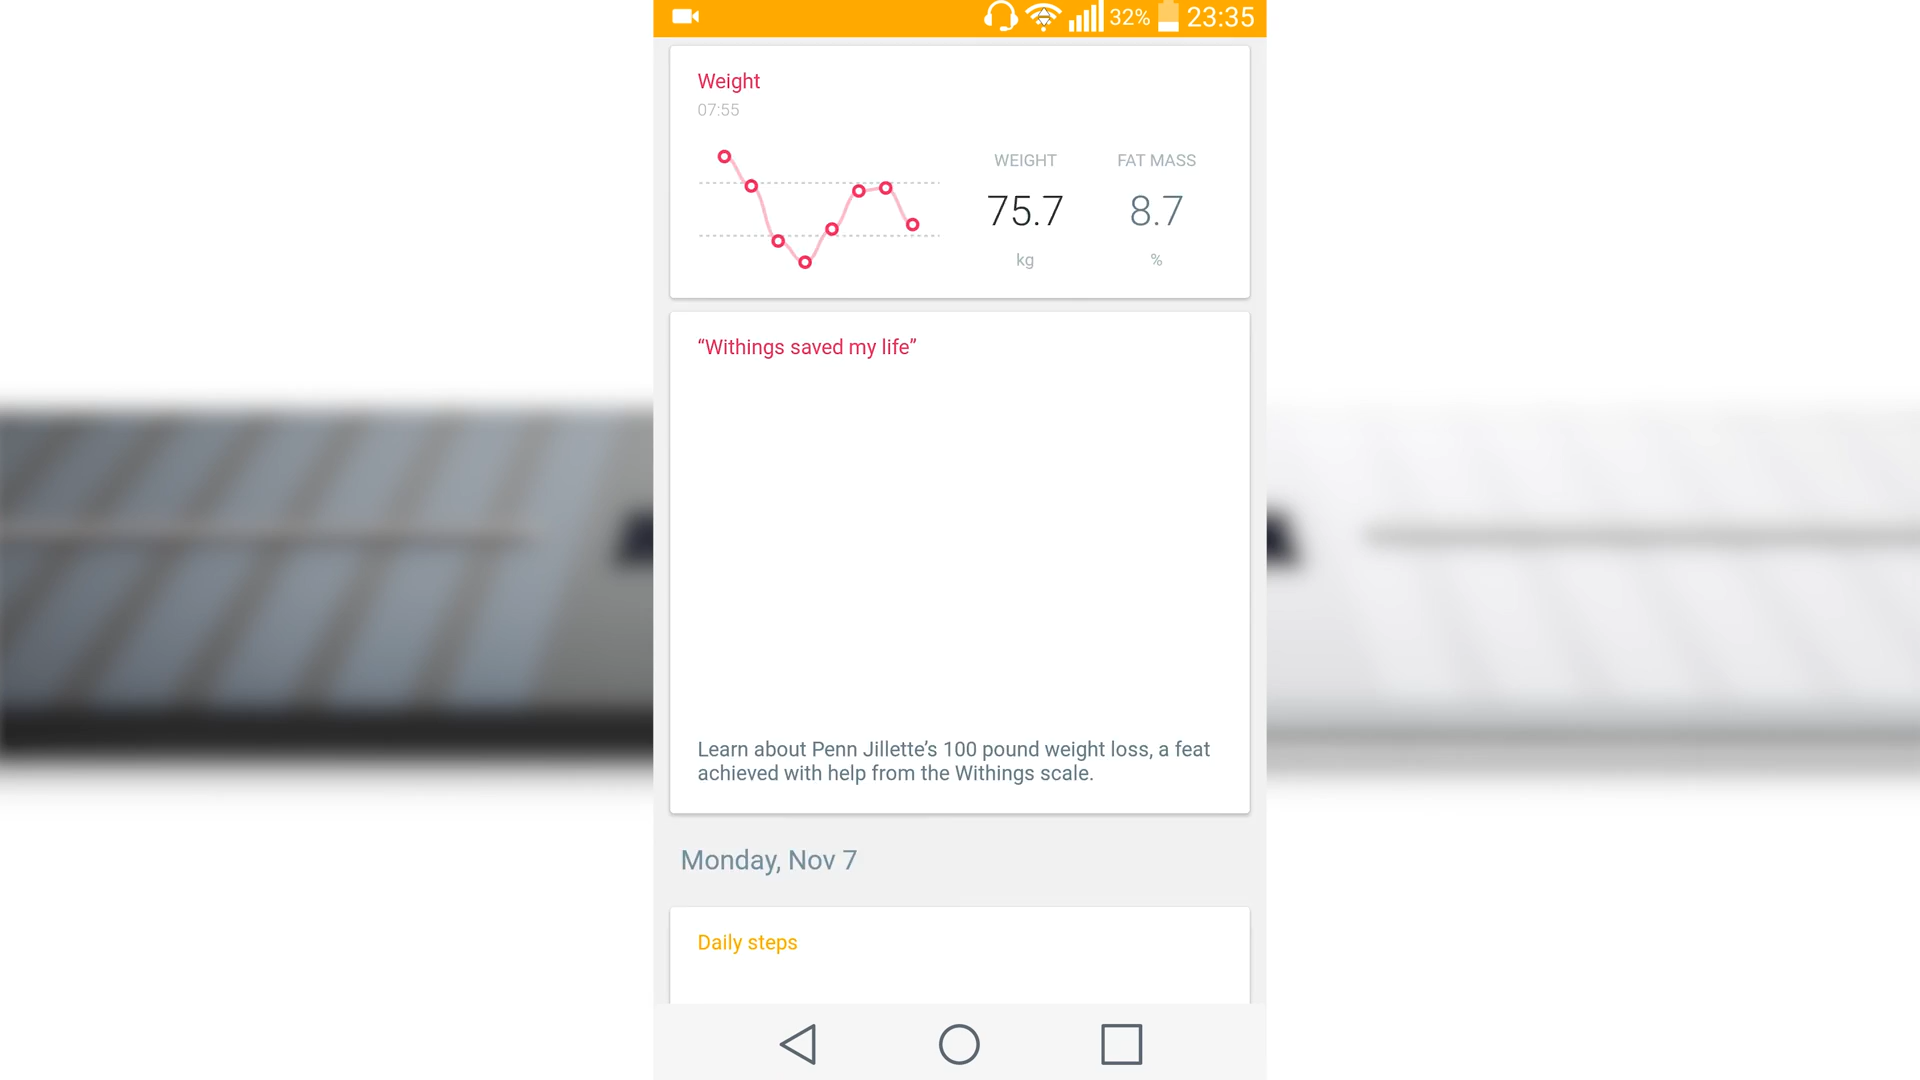 32% 23:35
Weight
07:55
WEIGHT FAT MASS
75.7 8.7
kg %
“Withings saved my life”
Learn about Penn Jillette’s 100 pound weight loss, a feat
achieved with help from the Withings scale.
Monday, Nov 7
Daily steps